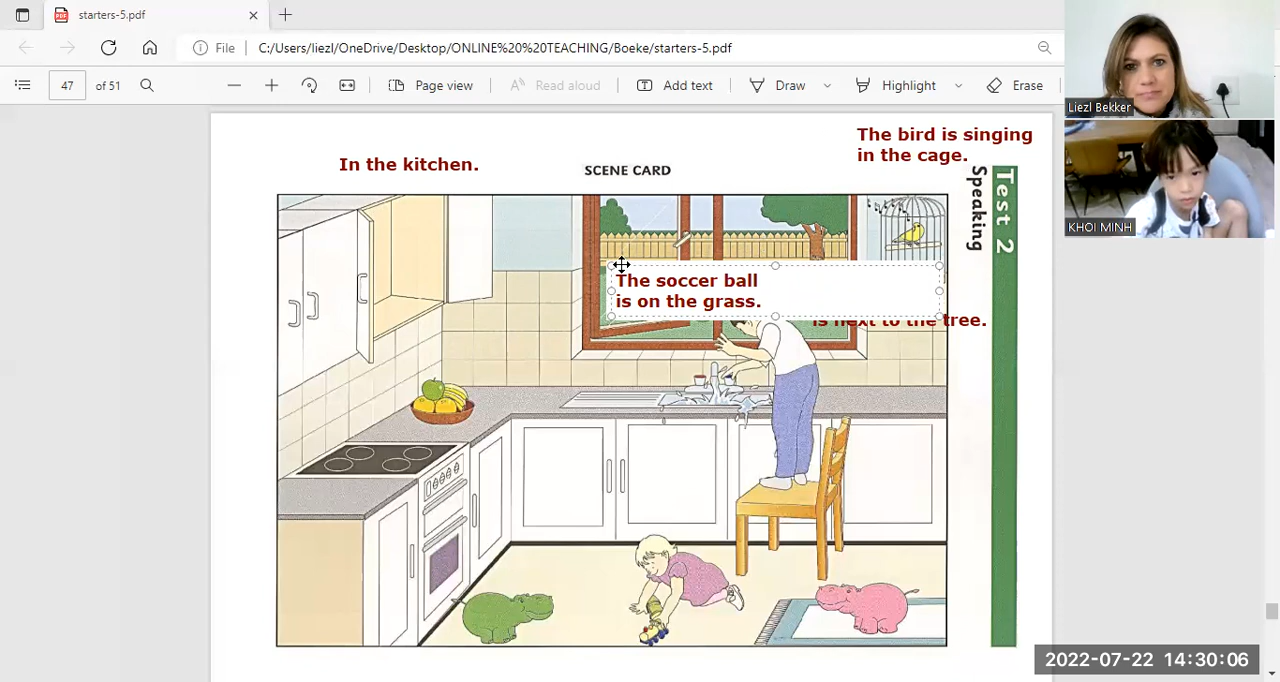 starters-5.pdf
File
C:/Users/liezl/OneDrive/Desktop/ONLINE%20%20TEACHING/Boeke/starters-5.pdf
47 of 51
Page view
Read aloud
Add text
Draw
Highlight
Erase
Liezl Bekker
KHOI MINH
The bird is singing
in the cage.
In the kitchen.
SCENE CARD
Test 2
Speaking
The soccer ball
is on the grass.
is next to the tree.
2022-07-22 14:30:06